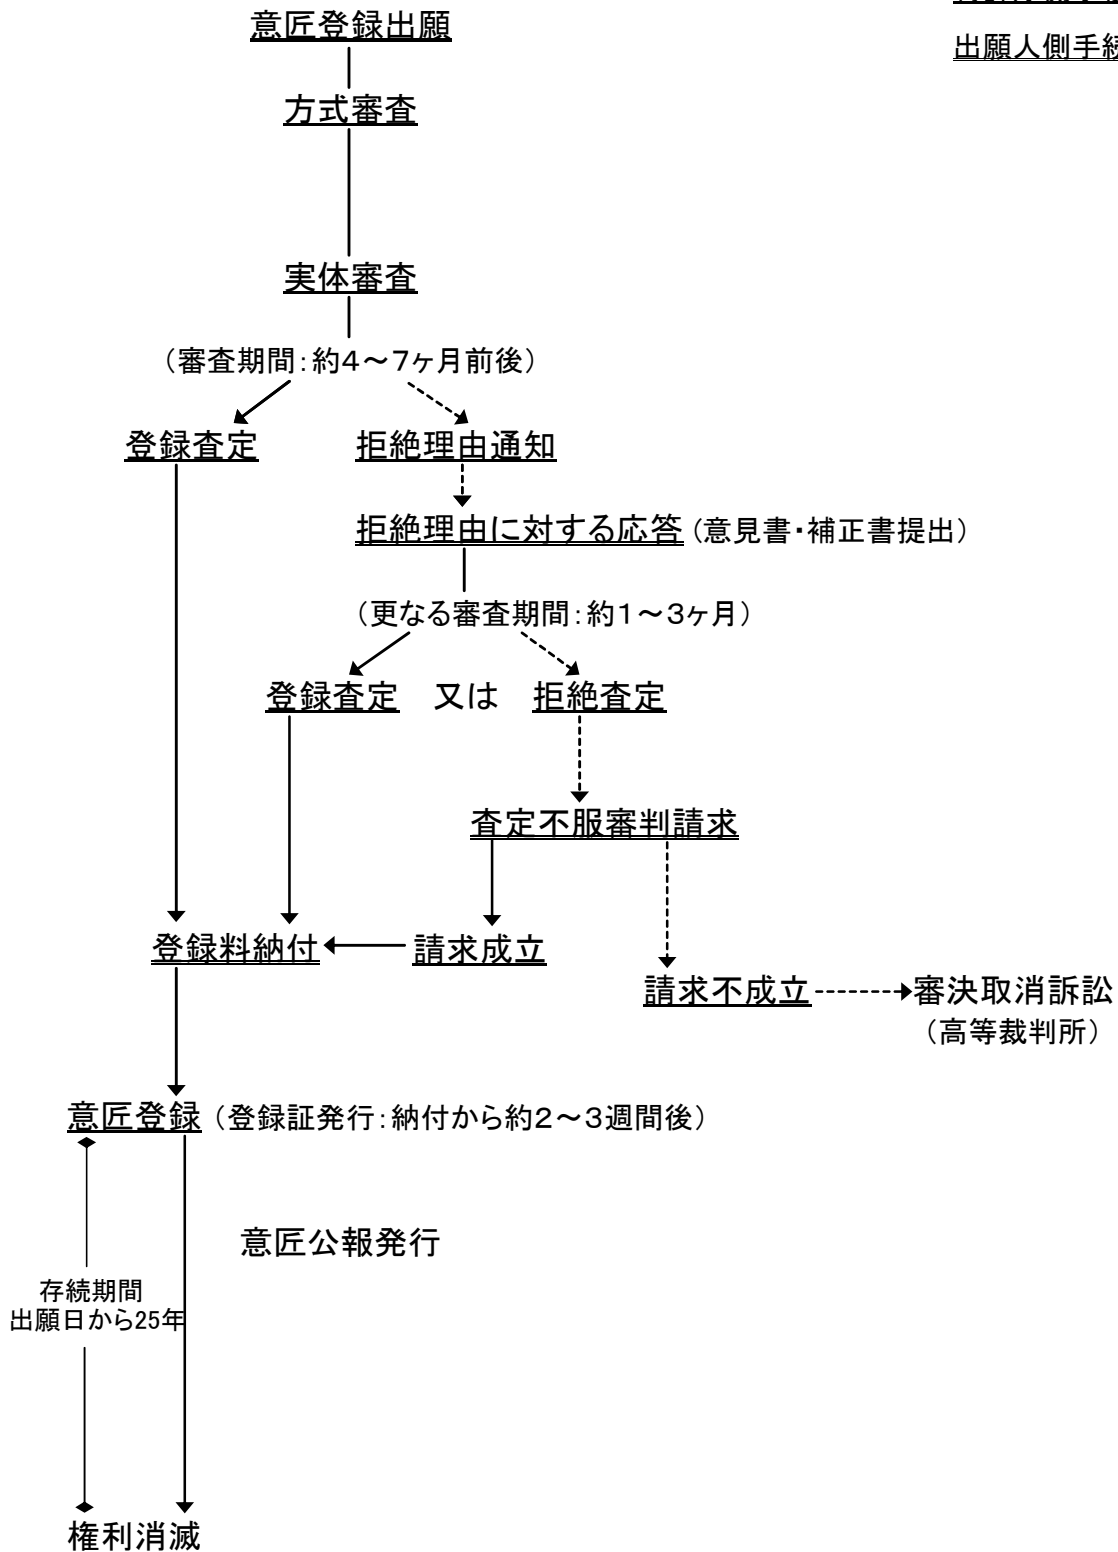 意匠登録出願
出願人側手続
方式審査
実体審査
（審査期間：約４～７ヶ月前後）
登録査定
拒絶理由通知
拒絶理由に対する応答（意見書・補正書提出）
（更なる審査期間：約１～３ヶ月）
登録査定　又は　拒絶査定
査定不服審判請求
登録料納付
請求成立
請求不成立
審決取消訴訟
（高等裁判所）
意匠登録（登録証発行：納付から約２～３週間後）
意匠公報発行
存続期間
出願日から25年
権利消滅